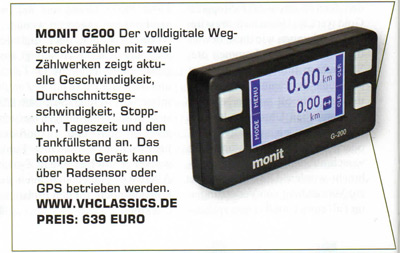 MONIT G200 Der volldigitale Weg-
streckenzähler mit zwei
Zählwerken zeigt aktu-
elle Geschwindigkeit,
Durchschnittsge-
schwindigkeit, Stopp-
uhr, Tageszeit und den
Tankfüllstand an. Das
kompakte Gerät kann
über Radsensor oder
GPS betrieben werden.
WWW.VHCLASSICS.DE
PREIS: 639 EURO
MENU
0.00
km
CLR
MODE
0.00
km
CLR
monit
G-200